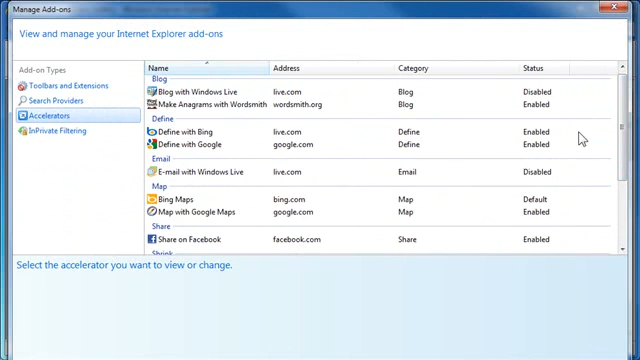 Manage Add-ons
View and manage your Internet Explorer add-ons
Add-on Types
Toolbars and Extensions
Search Providers
Accelerators
InPrivate Filtering
Name Address Category Status
Blog
Blog with Windows Live live.com Blog Disabled
Make Anagrams with Wordsmith wordsmith.org Blog Enabled
Define
Define with Bing live.com Define Enabled
Define with Google google.com Define Enabled
Email
E-mail with Windows Live live.com Email Disabled
Map
Bing Maps bing.com Map Default
Map with Google Maps google.com Map Enabled
Share
Share on Facebook facebook.com Share Enabled
Shrink
Select the accelerator you want to view or change.